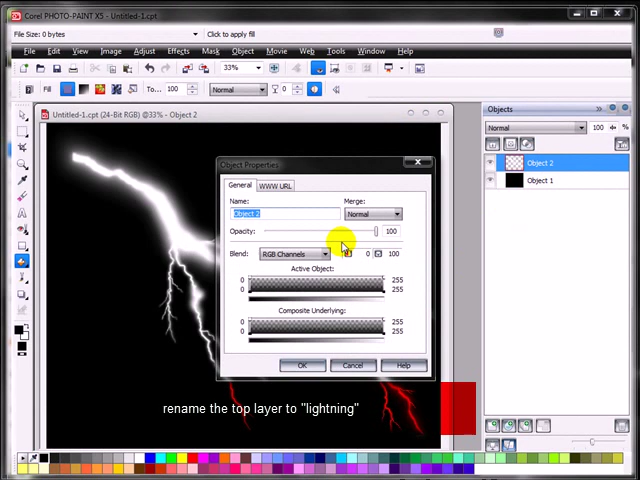 Corel PHOTO-PAINT X5 - Untitled-1.cpt
File Size: 0 bytes
Click to apply fill
File Edit View Image Adjust Effects Mask Object Movie Tools Window Help
33%
Fill
To...
100
Normal
0
Untitled-1.cpt (24-Bit RGB) @33% - Object 2
Objects
Normal
100
%
Object 2
Object 1
Object Properties
General
WWW URL
Name:
Merge:
Object 2
Normal
Opacity:
100
Blend:
RGB Channels
0
100
Active Object:
0
255
0
255
Composite Underlying:
0
255
0
255
OK
Cancel
Help
rename the top layer to "lightning"